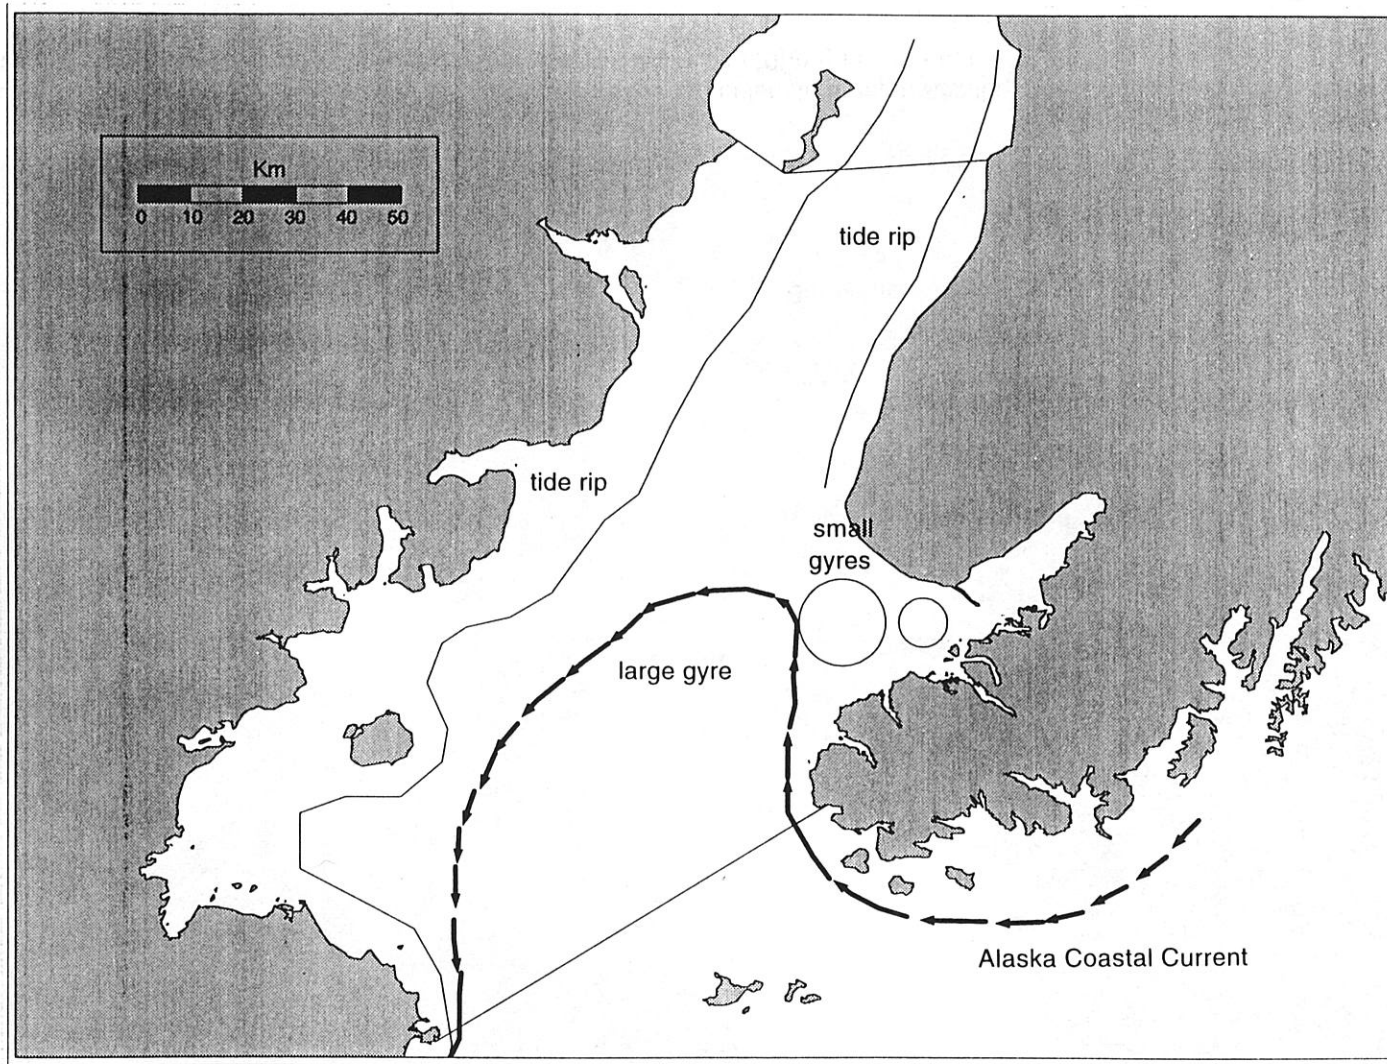 Km
0 10 20 30 40 50
tide rip
tide rip
small
gyres
large gyre
Alaska Coastal Current